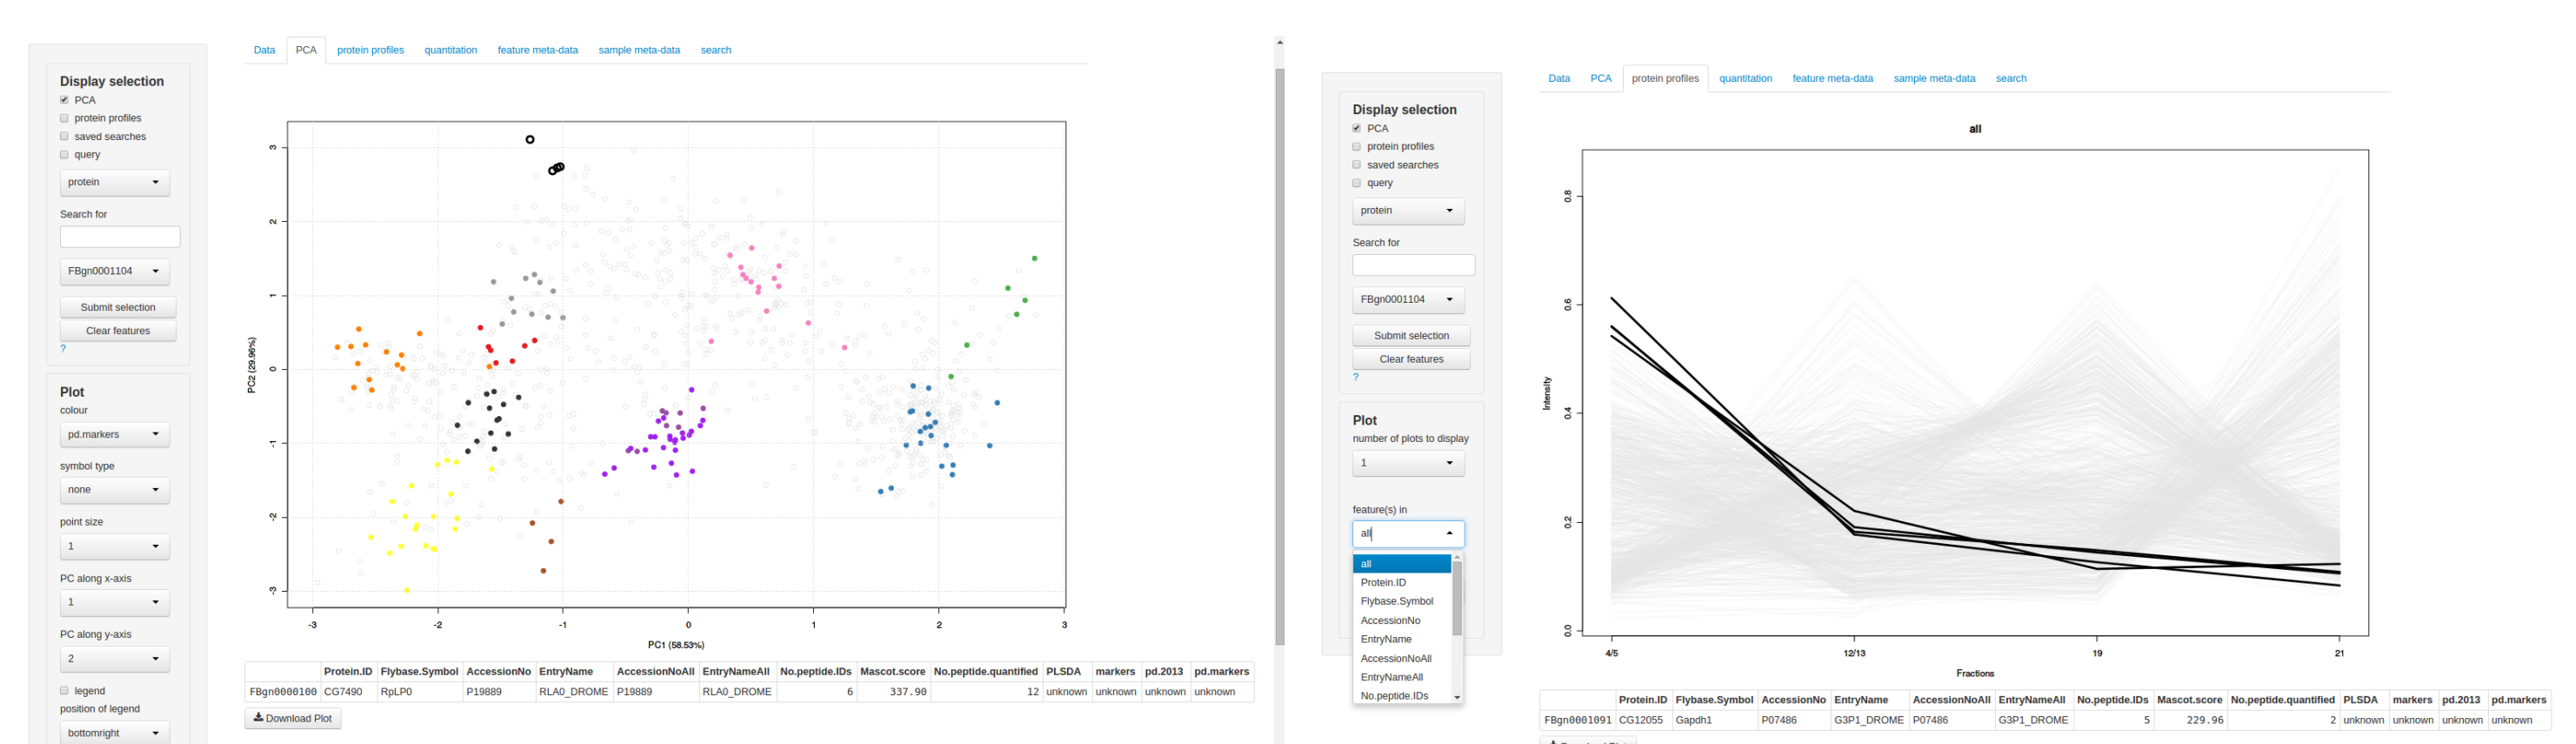 Data PCA protein profiles quantitation feature meta-data sample meta-data search
Display selection
PCA
protein profiles
saved searches
query
protein
Search for
FBgn0001104
Submit selection
Clear features
?
Plot
colour
pd.markers
symbol type
none
point size
1
PC along x-axis
1
PC along y-axis
2
legend
position of legend
bottomright
3
2
1
0
-1
-2
-3
PC2 (29.96%)
-3 -2 -1 0 1 2 3
PC1 (58.53%)
Protein.ID Flybase.Symbol AccessionNo EntryName AccessionNoAll EntryNameAll No.peptide.IDs Mascot.score No.peptide.quantified PLSDA markers pd.2013 pd.markers
FBgn0000100 CG7490 RpLP0 P19889 RLA0_DROME P19889 RLA0_DROME 6 337.90 12 unknown unknown unknown unknown
Download Plot
Data PCA protein profiles quantitation feature meta-data sample meta-data search
Display selection
PCA
protein profiles
saved searches
query
protein
Search for
FBgn0001104
Submit selection
Clear features
?
Plot
number of plots to display
1
feature(s) in
all
all
Protein.ID
Flybase.Symbol
AccessionNo
EntryName
AccessionNoAll
EntryNameAll
No.peptide.IDs
all
0.8
0.6
0.4
0.2
0.0
Intensity
4/5 12/13 19 21
Fractions
Protein.ID Flybase.Symbol AccessionNo EntryName AccessionNoAll EntryNameAll No.peptide.IDs Mascot.score No.peptide.quantified PLSDA markers pd.2013 pd.markers
FBgn0001091 CG12055 Gapdh1 P07486 G3P1_DROME P07486 G3P1_DROME 5 229.96 2 unknown unknown unknown unknown